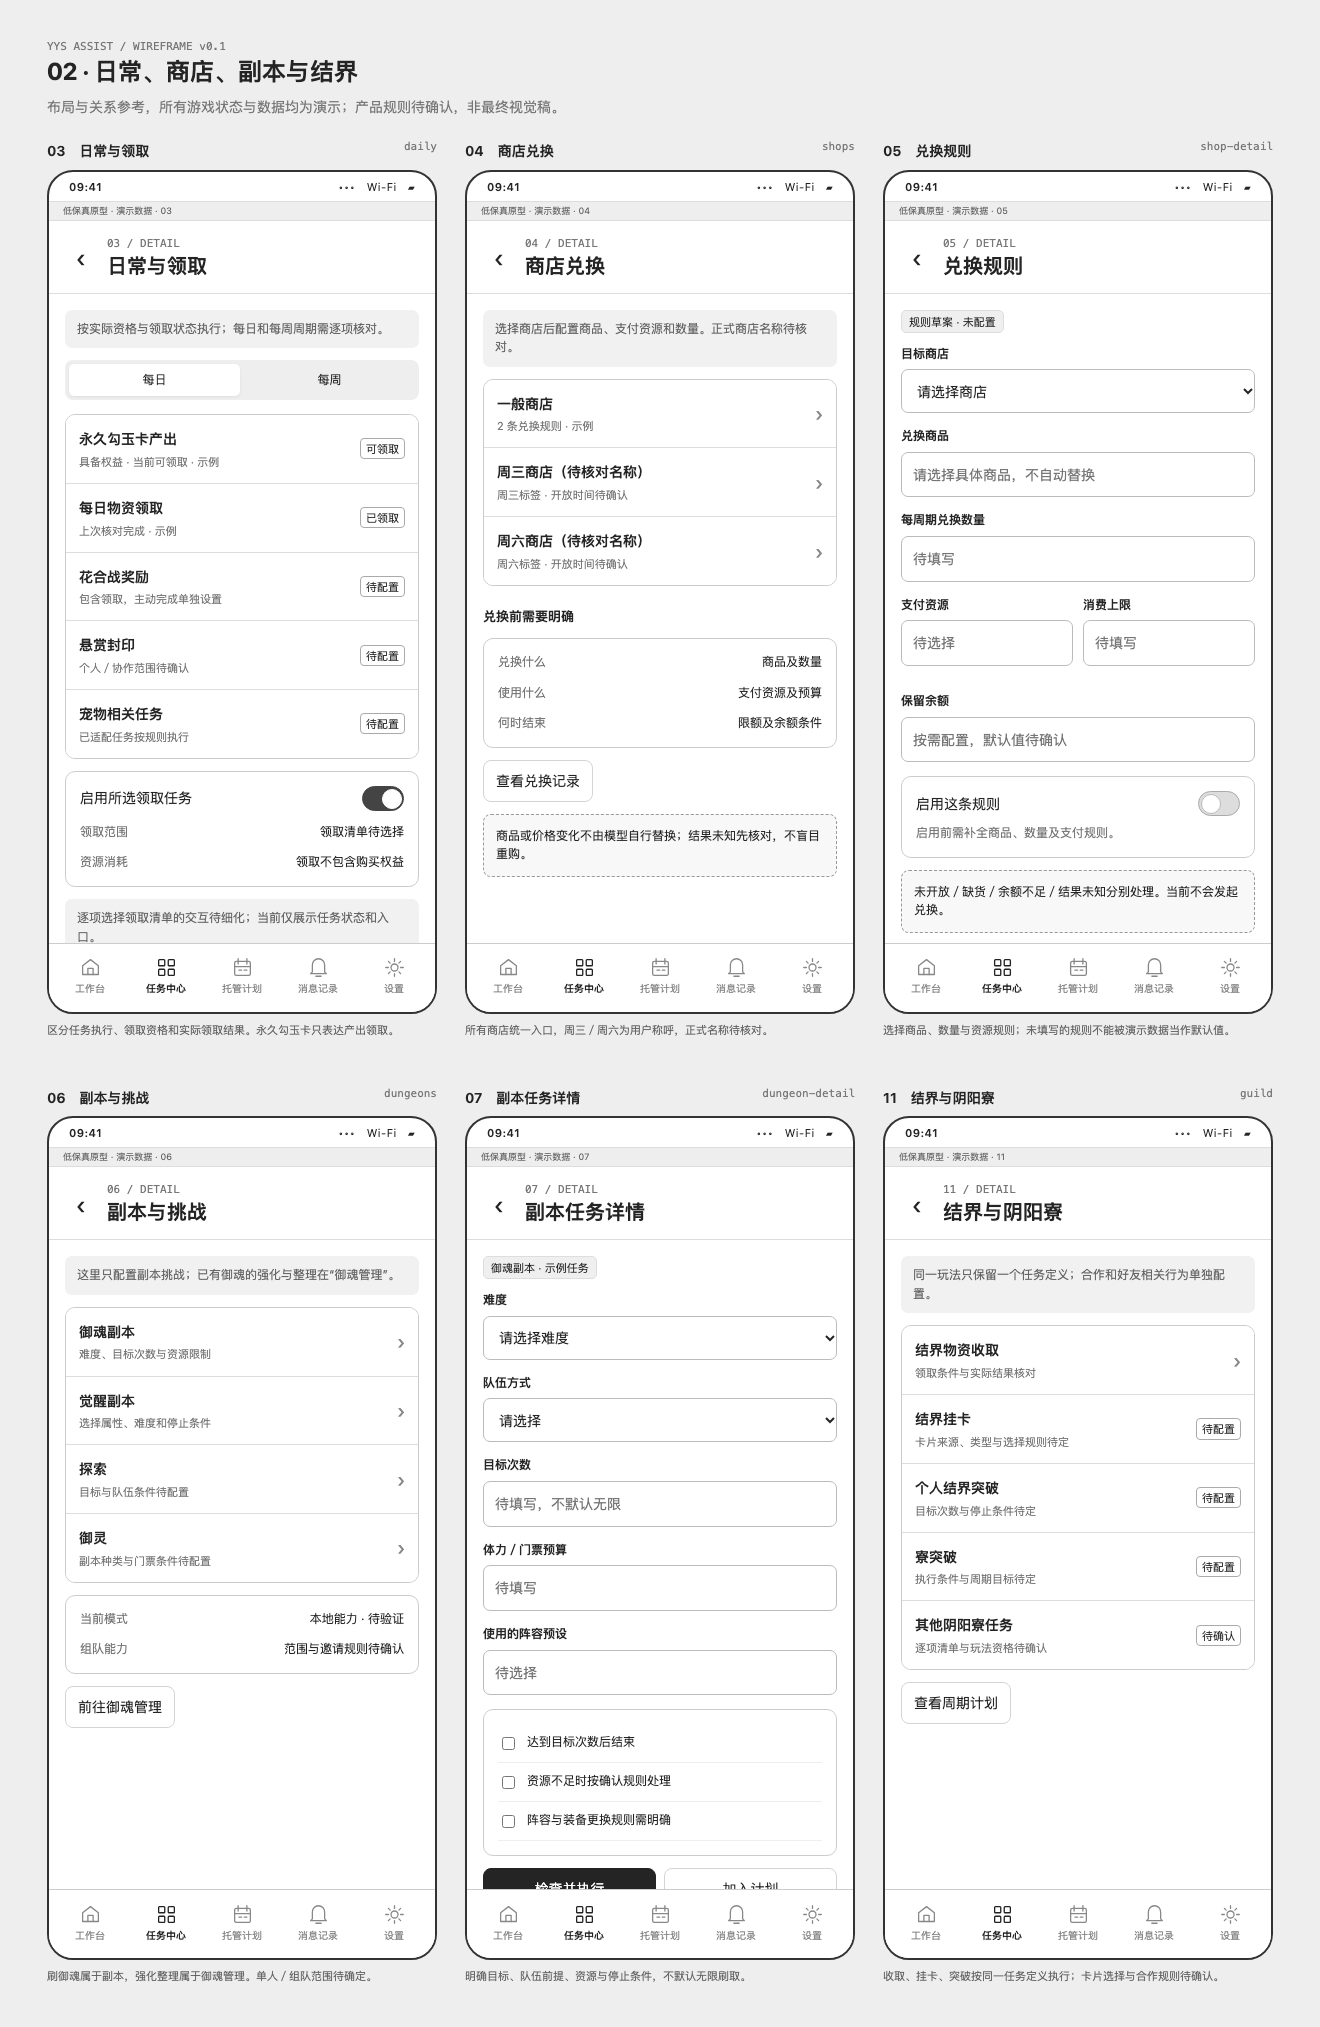 YYS ASSIST / WIREFRAME v0.1
02 · 日常、商店、副本与结界
布局与关系参考，所有游戏状态与数据均为演示；产品规则待确认，非最终视觉稿。
03 日常与领取 daily
09:41 ••• Wi-Fi
低保真原型 · 演示数据 · 03
‹
03 / DETAIL
日常与领取
按实际资格与领取状态执行；每日和每周周期需逐项核对。
每日 每周
永久勾玉卡产出
具备权益 · 当前可领取 · 示例
可领取
每日物资领取
上次核对完成 · 示例
已领取
花合战奖励
包含领取，主动完成单独设置
待配置
悬赏封印
个人 / 协作范围待确认
待配置
宠物相关任务
已适配任务按规则执行
待配置
启用所选领取任务
领取范围 领取清单待选择
资源消耗 领取不包含购买权益
逐项选择领取清单的交互待细化；当前仅展示任务状态和入
口。
工作台 任务中心 托管计划 消息记录 设置
区分任务执行、领取资格和实际领取结果。永久勾玉卡只表达产出领取。
04 商店兑换 shops
09:41 ••• Wi-Fi
低保真原型 · 演示数据 · 04
‹
04 / DETAIL
商店兑换
选择商店后配置商品、支付资源和数量。正式商店名称待核
对。
一般商店
2 条兑换规则 · 示例
›
周三商店（待核对名称）
周三标签 · 开放时间待确认
›
周六商店（待核对名称）
周六标签 · 开放时间待确认
›
兑换前需要明确
兑换什么 商品及数量
使用什么 支付资源及预算
何时结束 限额及余额条件
查看兑换记录
商品或价格变化不由模型自行替换；结果未知先核对，不盲目
重购。
工作台 任务中心 托管计划 消息记录 设置
所有商店统一入口，周三 / 周六为用户称呼，正式名称待核对。
05 兑换规则 shop-detail
09:41 ••• Wi-Fi
低保真原型 · 演示数据 · 05
‹
05 / DETAIL
兑换规则
规则草案 · 未配置
目标商店
请选择商店
兑换商品
请选择具体商品，不自动替换
每周期兑换数量
待填写
支付资源 消费上限
待选择 待填写
保留余额
按需配置，默认值待确认
启用这条规则
启用前需补全商品、数量及支付规则。
未开放 / 缺货 / 余额不足 / 结果未知分别处理。当前不会发起
兑换。
工作台 任务中心 托管计划 消息记录 设置
选择商品、数量与资源规则；未填写的规则不能被演示数据当作默认值。
06 副本与挑战 dungeons
09:41 ••• Wi-Fi
低保真原型 · 演示数据 · 06
‹
06 / DETAIL
副本与挑战
这里只配置副本挑战；已有御魂的强化与整理在“御魂管理”。
御魂副本
难度、目标次数与资源限制
›
觉醒副本
选择属性、难度和停止条件
›
探索
目标与队伍条件待配置
›
御灵
副本种类与门票条件待配置
›
当前模式 本地能力 · 待验证
组队能力 范围与邀请规则待确认
前往御魂管理
工作台 任务中心 托管计划 消息记录 设置
刷御魂属于副本，强化整理属于御魂管理。单人 / 组队范围待确定。
07 副本任务详情 dungeon-detail
09:41 ••• Wi-Fi
低保真原型 · 演示数据 · 07
‹
07 / DETAIL
副本任务详情
御魂副本 · 示例任务
难度
请选择难度
队伍方式
请选择
目标次数
待填写，不默认无限
体力 / 门票预算
待填写
使用的阵容预设
待选择
达到目标次数后结束
资源不足时按确认规则处理
阵容与装备更换规则需明确
检查并执行 加入计划
工作台 任务中心 托管计划 消息记录 设置
明确目标、队伍前提、资源与停止条件，不默认无限刷取。
11 结界与阴阳寮 guild
09:41 ••• Wi-Fi
低保真原型 · 演示数据 · 11
‹
11 / DETAIL
结界与阴阳寮
同一玩法只保留一个任务定义；合作和好友相关行为单独配
置。
结界物资收取
领取条件与实际结果核对
›
结界挂卡
卡片来源、类型与选择规则待定
待配置
个人结界突破
目标次数与停止条件待定
待配置
寮突破
执行条件与周期目标待定
待配置
其他阴阳寮任务
逐项清单与玩法资格待确认
待确认
查看周期计划
工作台 任务中心 托管计划 消息记录 设置
收取、挂卡、突破按同一任务定义执行；卡片选择与合作规则待确认。